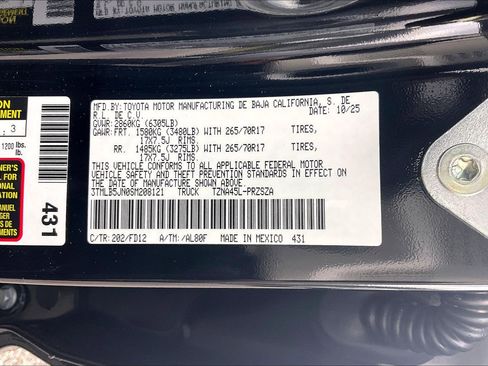 MFD.BY:TOYOTA MOTOR MANUFACTURING DE BAJA CALIFORNIA, S. DE
R.L. DE C.V. DATE: 10/25
GVWR: 2860KG (6305LB)
GAWR: FRT. 1580KG (3480LB) WITH 265/70R17 TIRES,
17X7.5J RIMS.
RR. 1485KG (3275LB) WITH 265/70R17 TIRES,
17X7.5J RIMS.
THIS VEHICLE CONFORMS TO ALL APPLICABLE FEDERAL MOTOR
VEHICLE SAFETY AND THEFT PREVENTION STANDARDS IN EFFECT
ON THE DATE OF MANUFACTURE SHOWN ABOVE.
3TMLB5JN0SM208121 TRUCK TZNA45L-PRZSZA
C/TR:202/FD12 A/TM:/AL80F MADE IN MEXICO 431
431
1200 lbs.